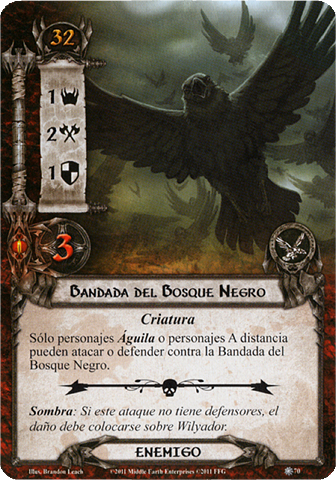 32
1
2
1
3
Bandada del Bosque Negro
Criatura
Sólo personajes Águila o personajes A distancia
pueden atacar o defender contra la Bandada del
Bosque Negro.
Sombra: Si este ataque no tiene defensores, el
daño debe colocarse sobre Wilyador.
ENEMIGO
Illus. Brandon Leach ©2011 Middle Earth Enterprises ©2011 FFG 70